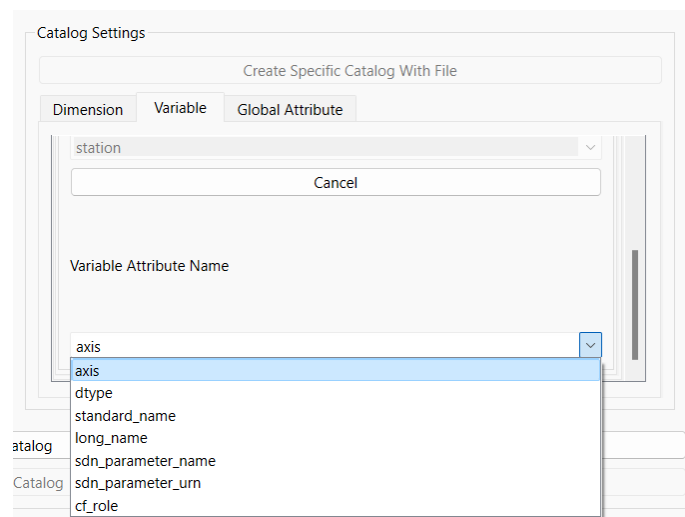 Catalog Settings
Create Specific Catalog With File
Dimension Variable Global Attribute
station
Cancel
Variable Attribute Name
axis
axis
dtype
standard_name
long_name
sdn_parameter_name
sdn_parameter_urn
cf_role
atalog
Catalog